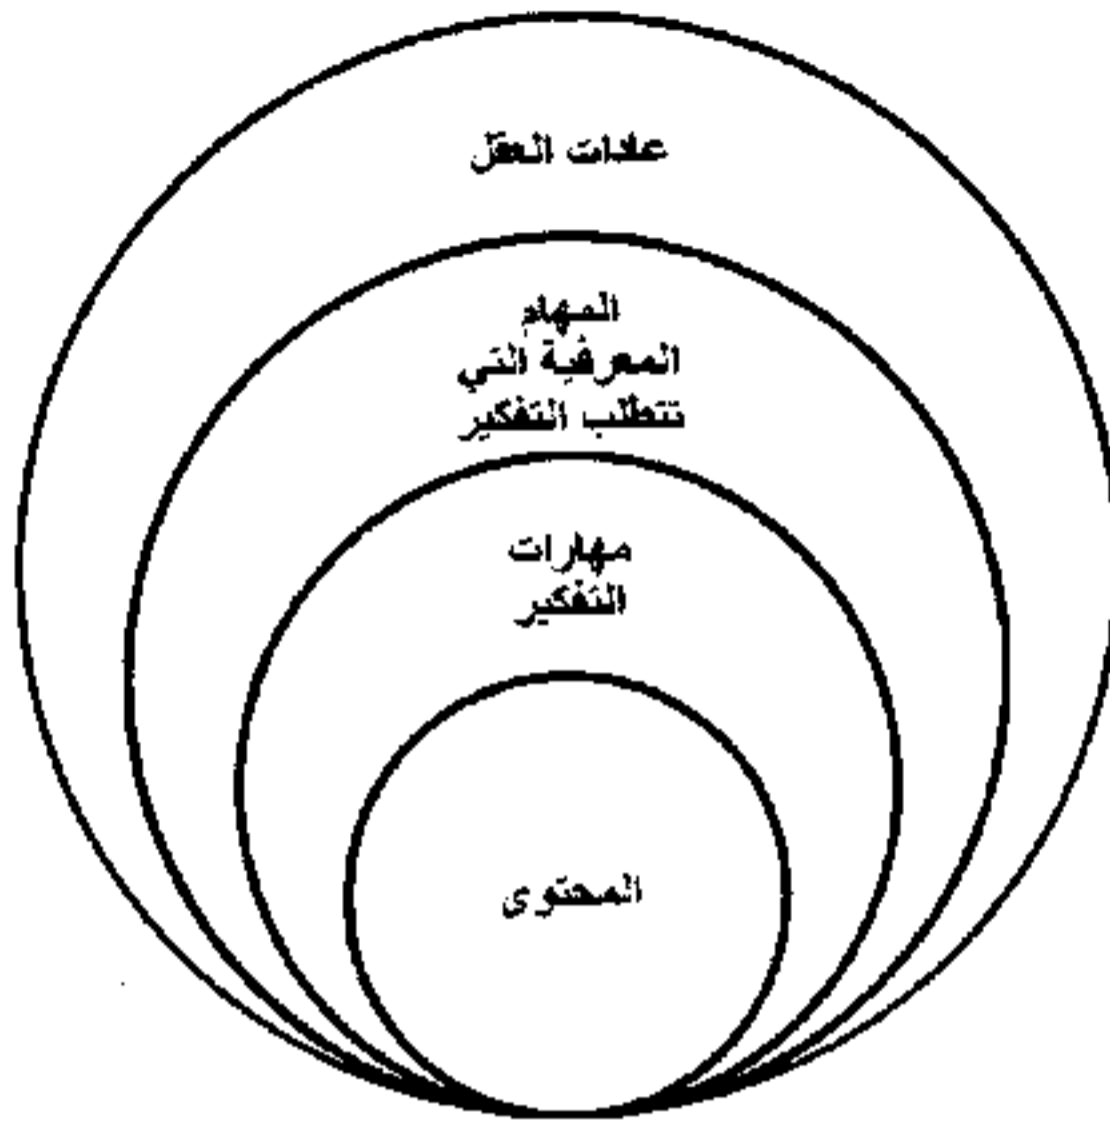 عادات العقل
المهام
المعرفية التي
تتطلب التفكير
مهارات
التفكير
المحتوى